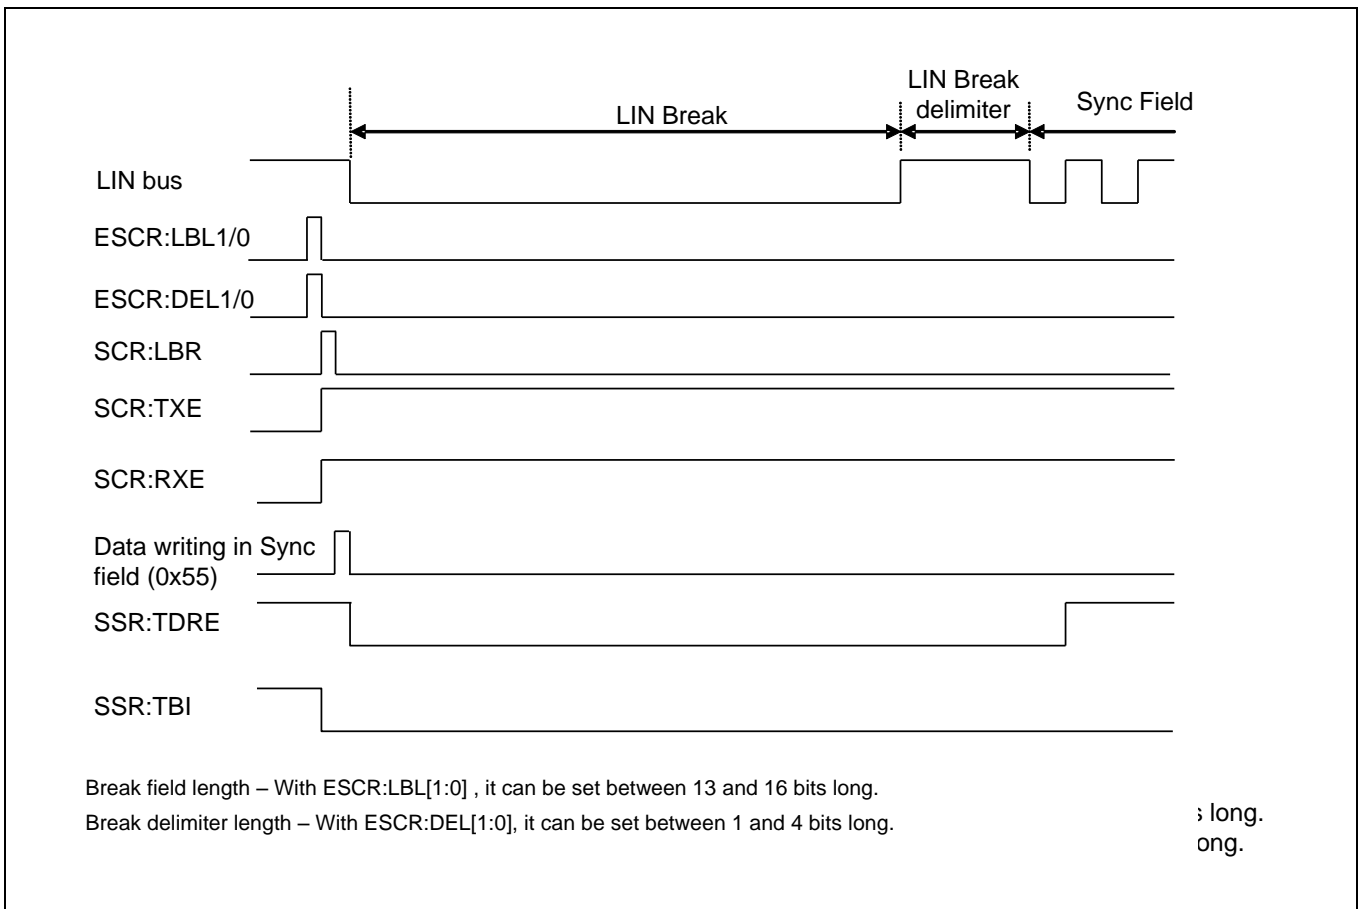 LIN Break
LIN Break
delimiter
Sync Field
LIN bus
ESCR:LBL1/0
ESCR:DEL1/0
SCR:LBR
SCR:TXE
SCR:RXE
Data writing in Sync
field (0x55)
SSR:TDRE
SSR:TBI
Break field length – With ESCR:LBL[1:0] , it can be set between 13 and 16 bits long.
Break delimiter length – With ESCR:DEL[1:0], it can be set between 1 and 4 bits long.
s long.
ong.